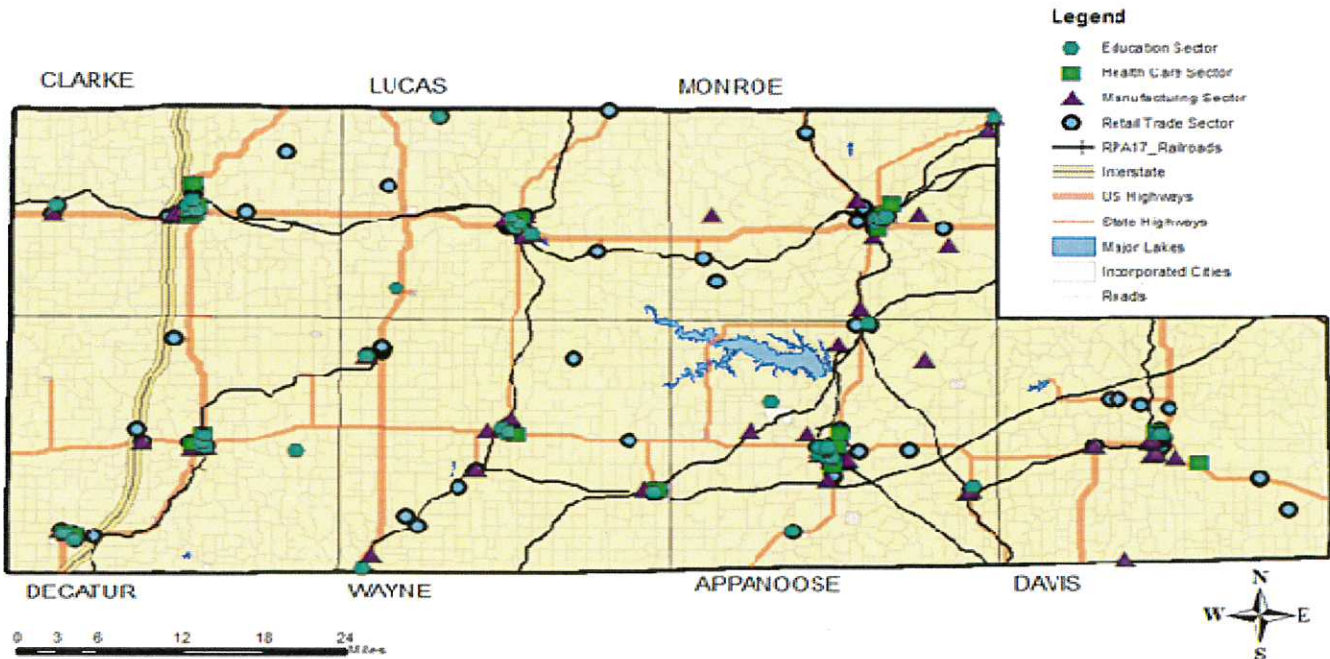 Legend
Education Sector
Health Care Sector
Manufacturing Sector
Retail Trade Sector
RPA17_Railroads
Interstate
US Highways
State Highways
Major Lakes
Incorporated Cities
Roads
CLARKE
LUCAS
MONROE
DECATUR
WAYNE
APPANOOSE
DAVIS
0 3 6 12 18 24
Miles
N
W E
S